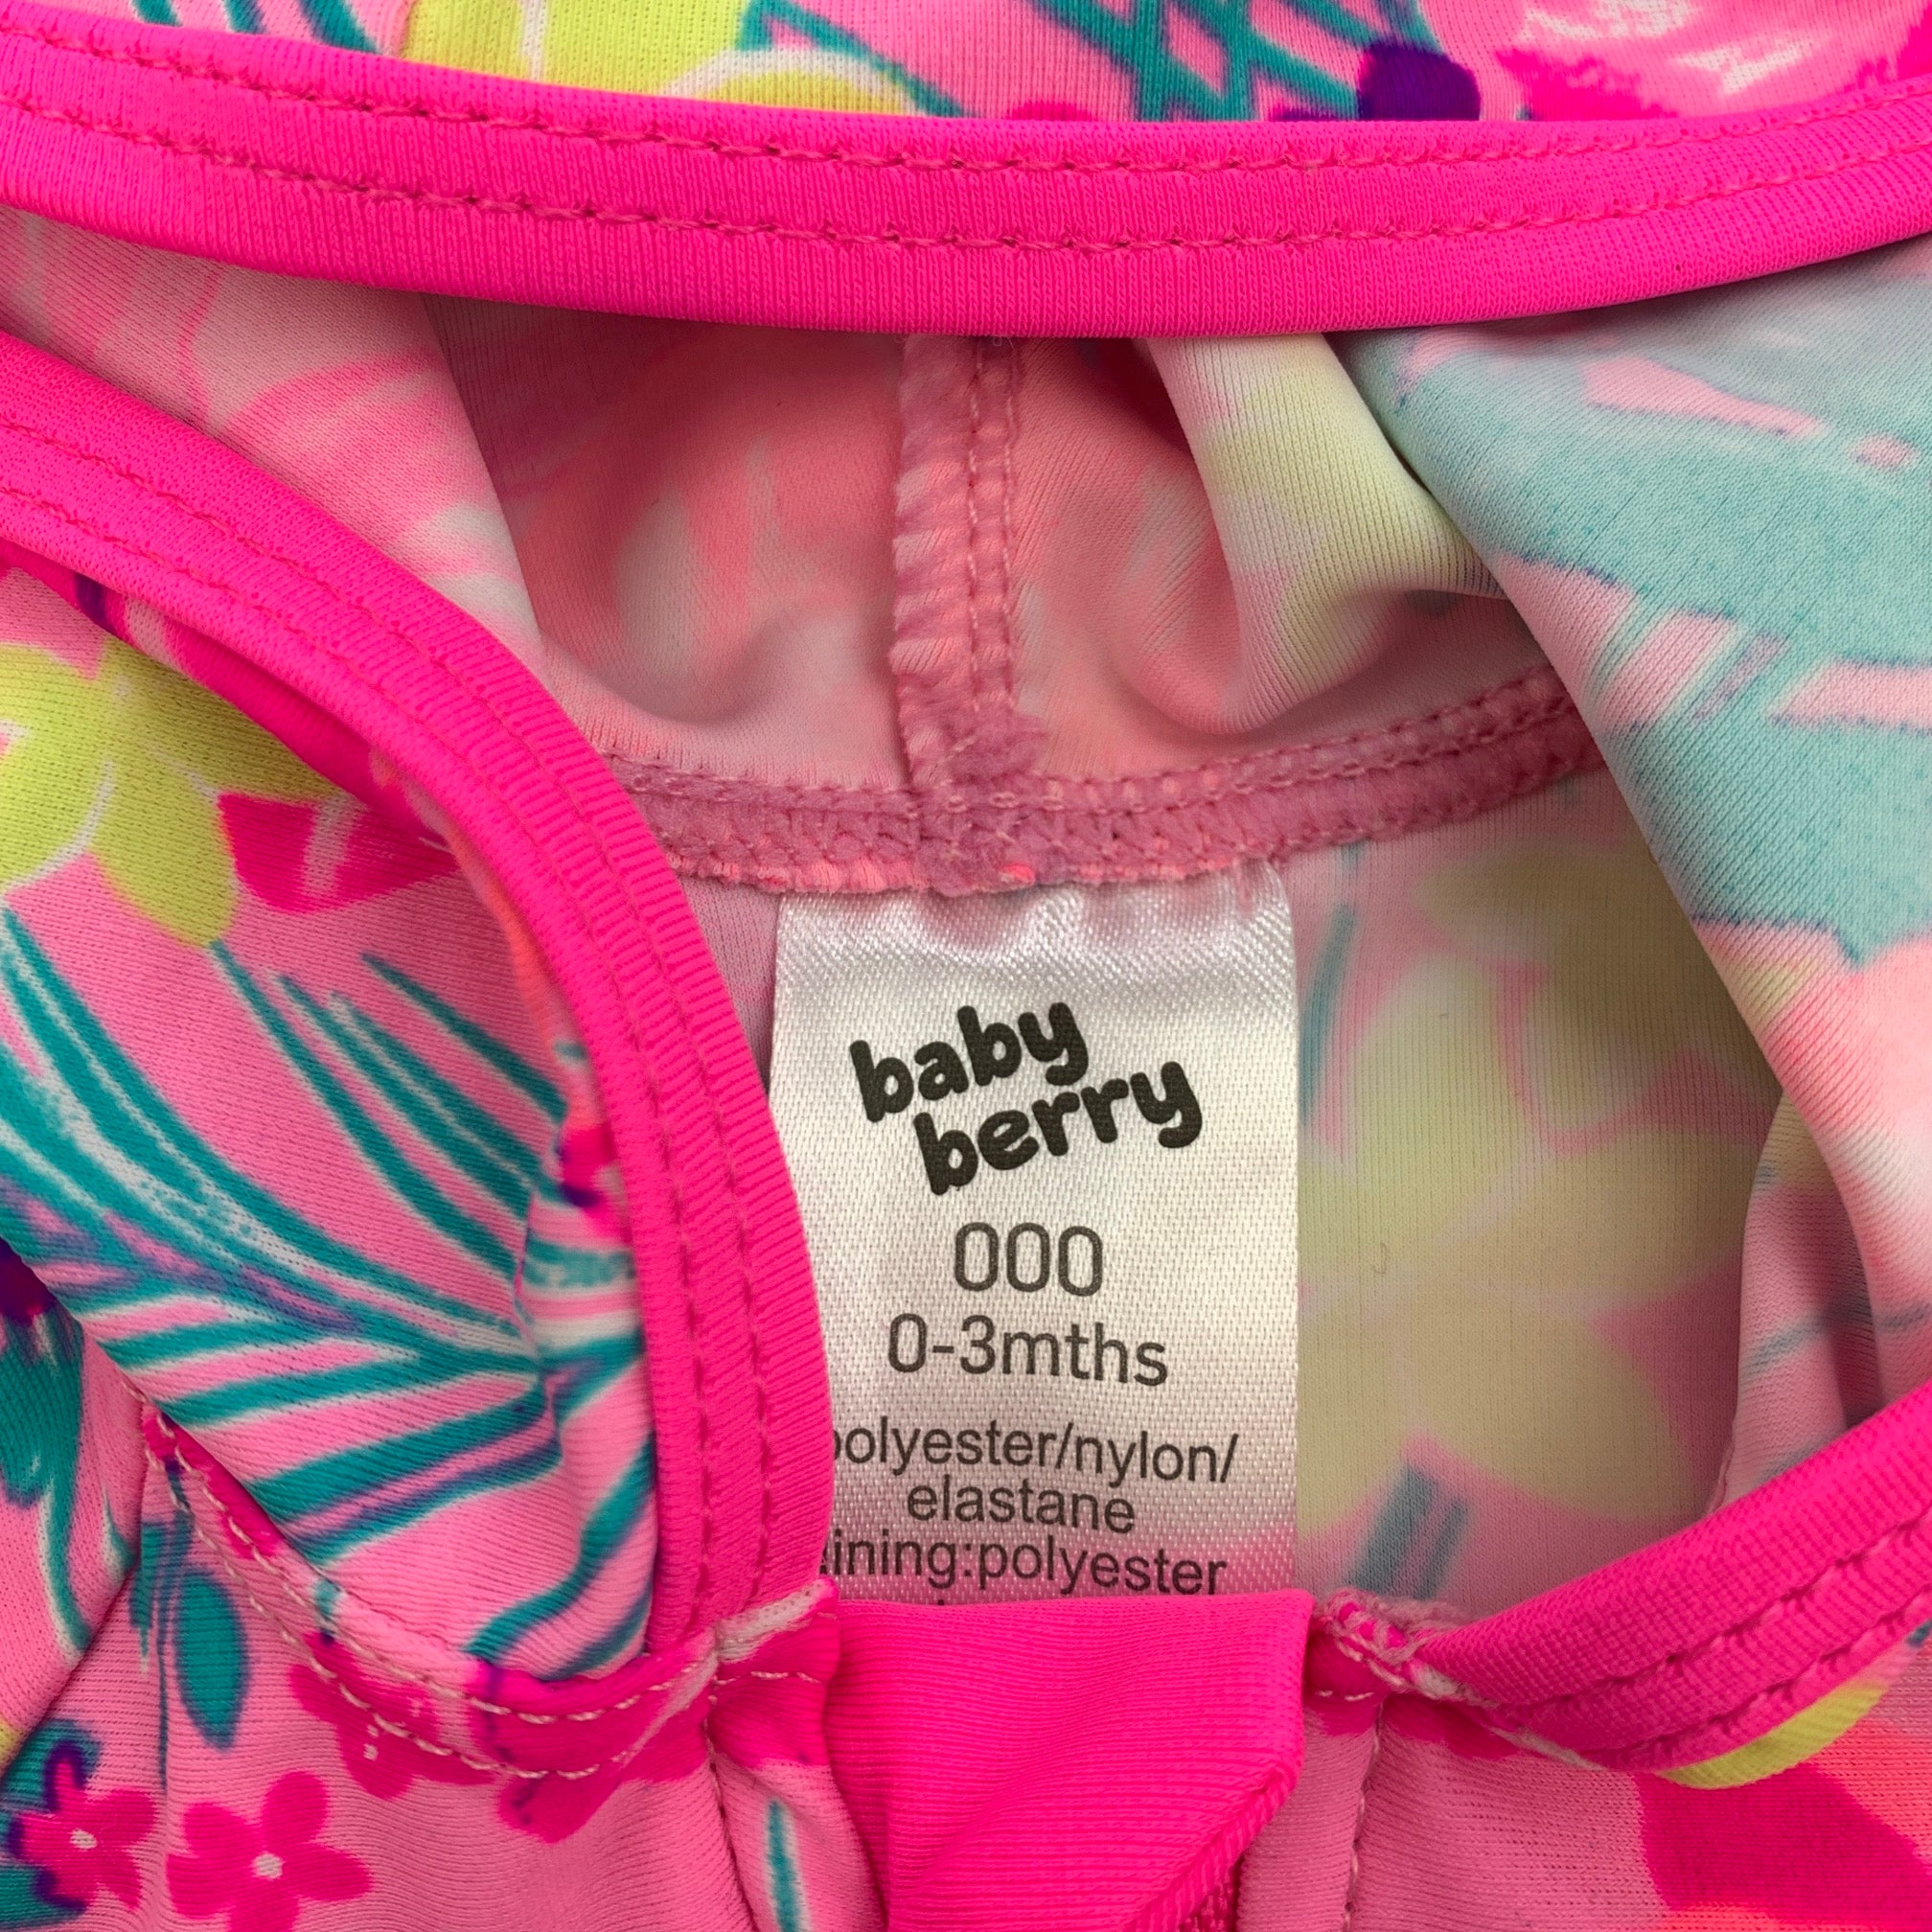 baby
berry
000
0-3mths
polyester/nylon/
elastane
lining:polyester